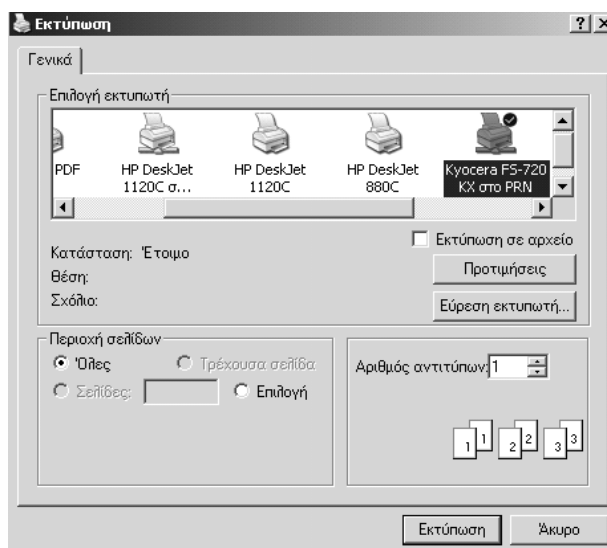 Εκτύπωση
Γενικά
Επιλογή εκτυπωτή
PDF
HP DeskJet
1120C σ...
HP DeskJet
1120C
HP DeskJet
880C
Kyocera FS-720
KX στο PRN
Κατάσταση: Έτοιμο
Θέση:
Σχόλιο:
Εκτύπωση σε αρχείο
Προτιμήσεις
Εύρεση εκτυπωτή...
Περιοχή σελίδων
Όλες
Τρέχουσα σελίδα
Σελίδες:
Επιλογή
Αριθμός αντιτύπων: 1
1 1 2 2 3 3
Εκτύπωση
Άκυρο